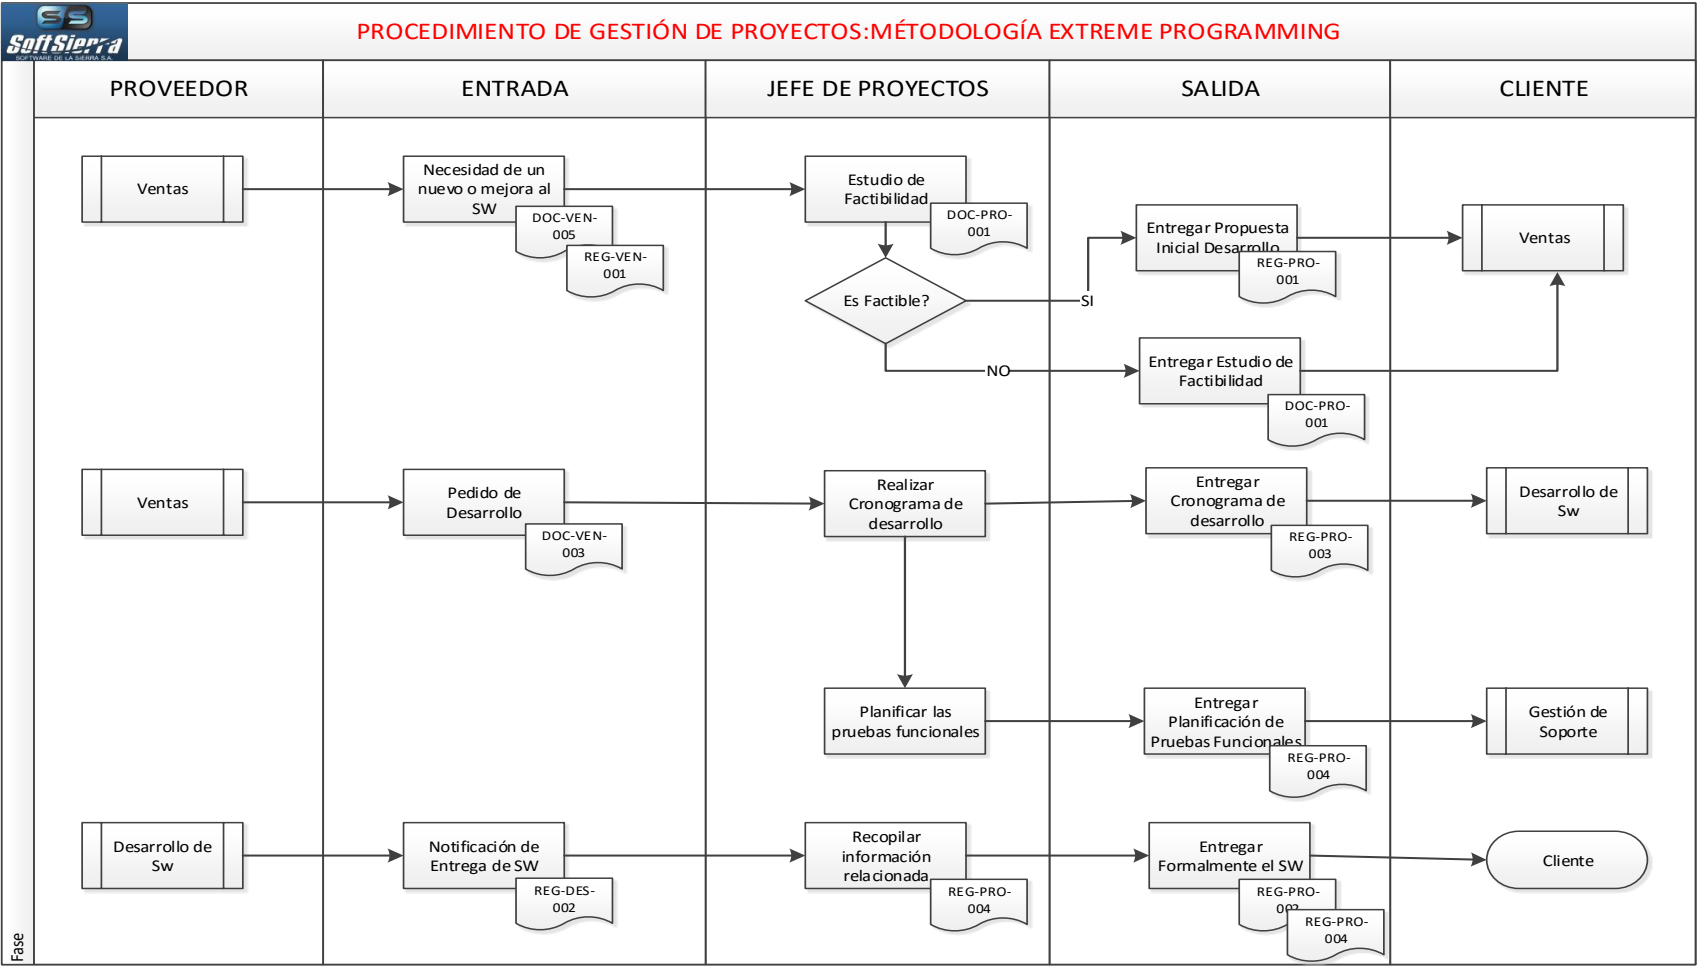 SS
SoftSierra
SOFTWARE DE LA SIERRA S.A.
PROCEDIMIENTO DE GESTIÓN DE PROYECTOS:MÉTODOLOGÍA EXTREME PROGRAMMING
Fase
PROVEEDOR
ENTRADA
JEFE DE PROYECTOS
SALIDA
CLIENTE
Ventas
Necesidad de un
nuevo o mejora al
SW
DOC-VEN-
005
REG-VEN-
001
Estudio de
Factibilidad
DOC-PRO-
001
Es Factible?
SI
NO
Entregar Propuesta
Inicial Desarrollo
REG-PRO-
001
Ventas
Entregar Estudio de
Factibilidad
DOC-PRO-
001
Ventas
Pedido de
Desarrollo
DOC-VEN-
003
Realizar
Cronograma de
desarrollo
Entregar
Cronograma de
desarrollo
REG-PRO-
003
Desarrollo de
Sw
Planificar las
pruebas funcionales
Entregar
Planificación de
Pruebas Funcionales
REG-PRO-
004
Gestión de
Soporte
Desarrollo de
Sw
Notificación de
Entrega de SW
REG-DES-
002
Recopilar
información
relacionada
REG-PRO-
004
Entregar
Formalmente el SW
REG-PRO-
002
REG-PRO-
004
Cliente